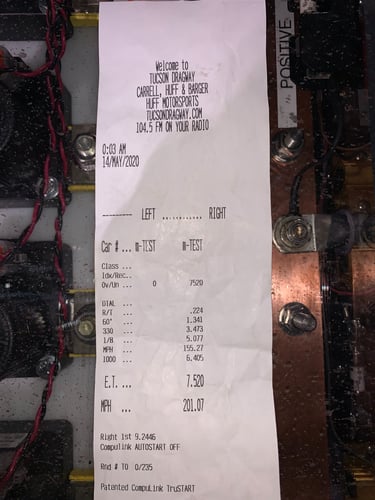 POSITIVE
Welcome to
TUCSON DRAGWAY
CARRELL, HUFF & BARGER
HUFF MOTORSPORTS
TUCSONDRAGWAY.COM
104.5 FM ON YOUR RADIO
0:03 AM
14/MAY/2020
--------- LEFT ............ RIGHT
Car # ... m-TEST m-TEST
Class ...
Idx/Rec..
Ov/Un ... 0 7520
DIAL ...
R/T ... .224
60' ... 1.341
330 ... 3.473
1/8 ... 5.077
MPH ... 155.27
1000 ... 6.405
E.T. ... 7.520
MPH ... 201.07
Right 1st 9.2446
Compulink AUTOSTART OFF
Rnd # TO 0/235
Patented CompuLink TruSTART